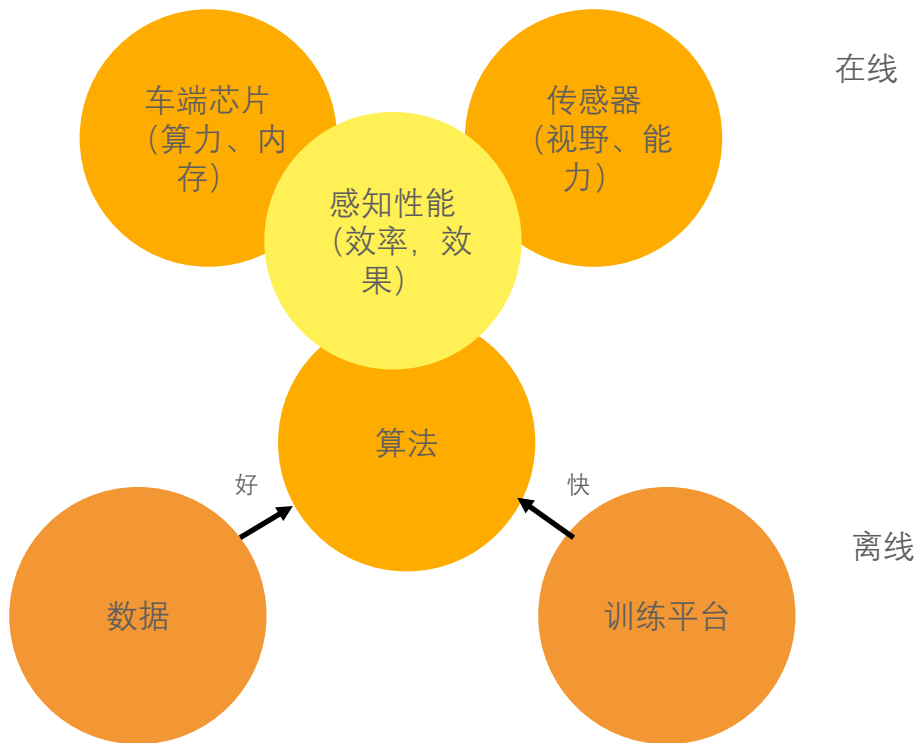 车端芯片
（算力、内
存）
传感器
（视野、能
力）
在线
感知性能
（效率，效
果）
算法
好
快
离线
数据
训练平台